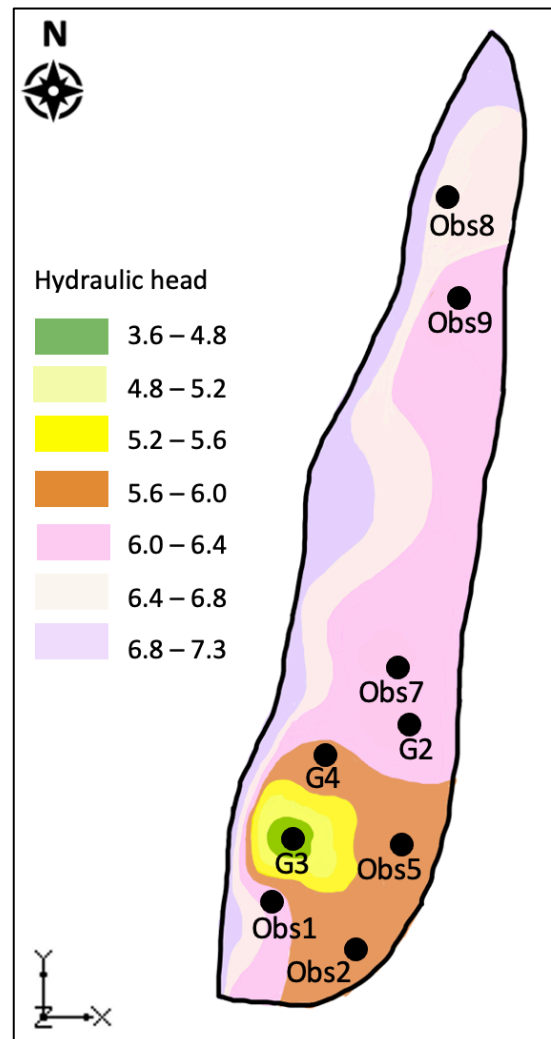 N
Obs8
Hydraulic head
Obs9
3.6 – 4.8
4.8 – 5.2
5.2 – 5.6
5.6 – 6.0
6.0 – 6.4
6.4 – 6.8
6.8 – 7.3
Obs7
G2
G4
G3
Obs5
Obs1
Obs2
Y
Z
X